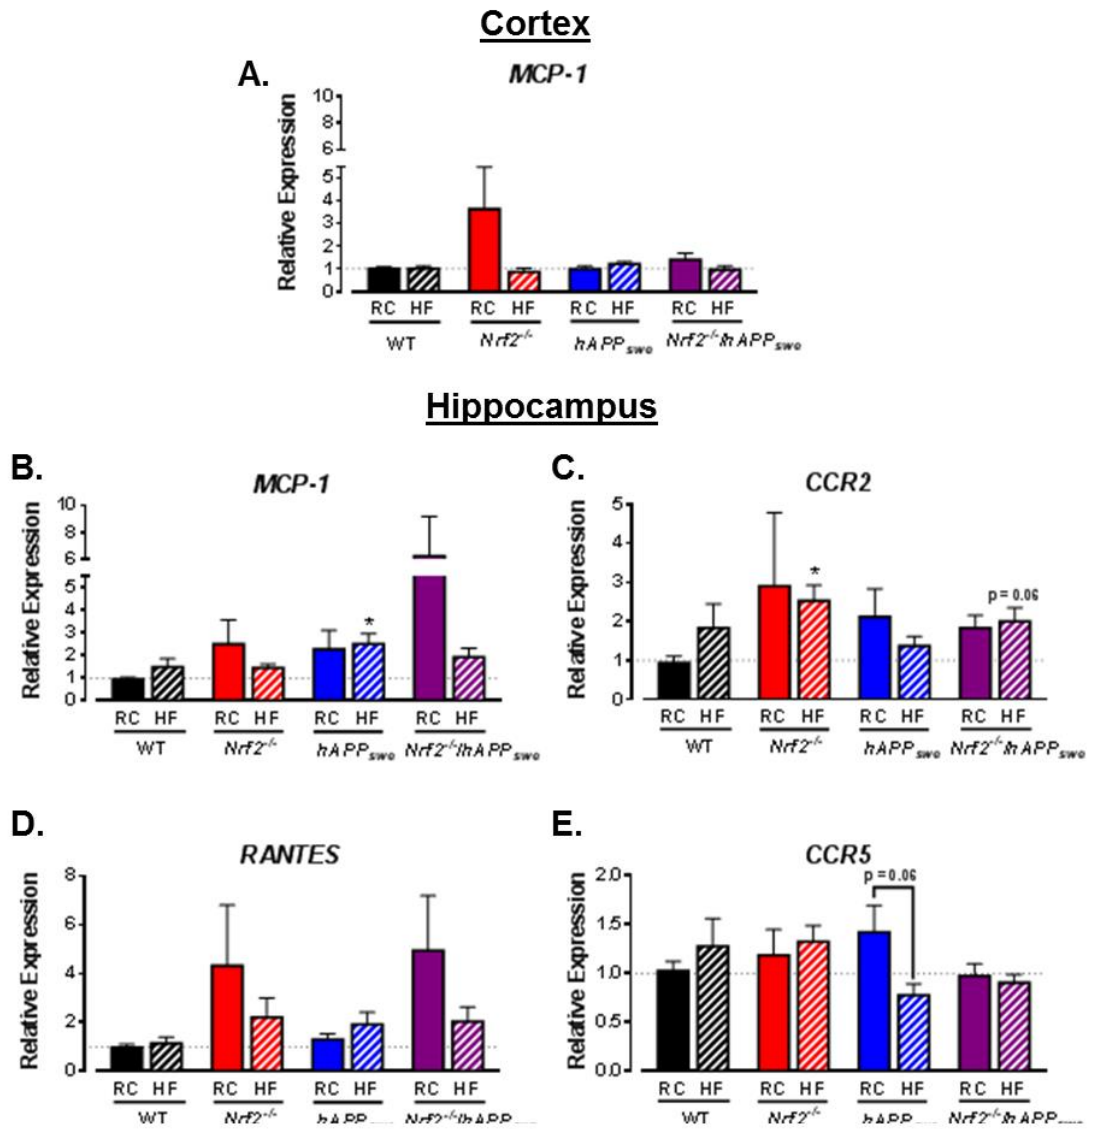 Cortex
A.
MCP-1
Relative Expression
10
8
6
5
4
3
2
1
0
RC HF RC HF RC HF RC HF
WT Nrf2-/- hAPPswe Nrf2-/-/hAPPswe
Hippocampus
B.
MCP-1
Relative Expression
10
8
6
5
4
3
2
1
0
*
RC HF RC HF RC HF RC HF
WT Nrf2-/- hAPPswe Nrf2-/-/hAPPswe
C.
CCR2
Relative Expression
5
4
3
2
1
0
*
p = 0.06
RC HF RC HF RC HF RC HF
WT Nrf2-/- hAPPswe Nrf2-/-/hAPPswe
D.
RANTES
Relative Expression
8
6
4
2
0
RC HF RC HF RC HF RC HF
WT Nrf2-/- hAPP Nrf2-/-/hAPP
E.
CCR5
Relative Expression
2.0
1.5
1.0
0.5
0.0
p = 0.06
RC HF RC HF RC HF RC HF
WT Nrf2-/- hAPP Nrf2-/-/hAPP